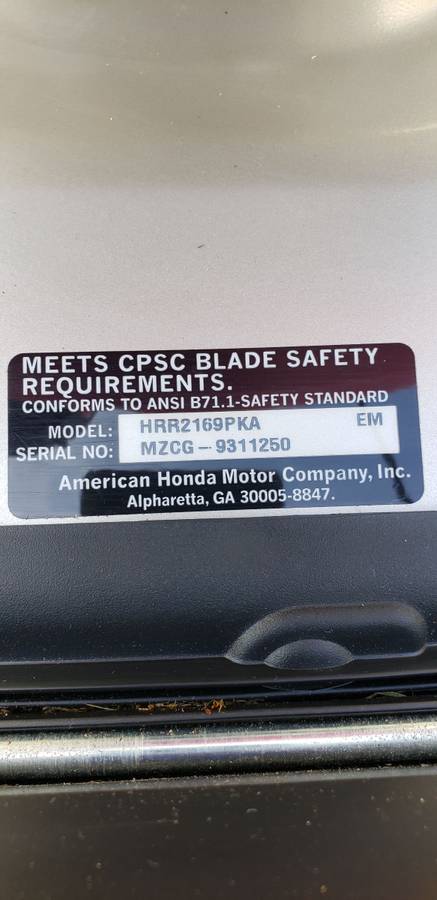 MEETS CPSC BLADE SAFETY
REQUIREMENTS.
CONFORMS TO ANSI B71.1-SAFETY STANDARD
MODEL: HRR2169PKA EM
SERIAL NO: MZCG-9311250
American Honda Motor Company, Inc.
Alpharetta, GA 30005-8847.